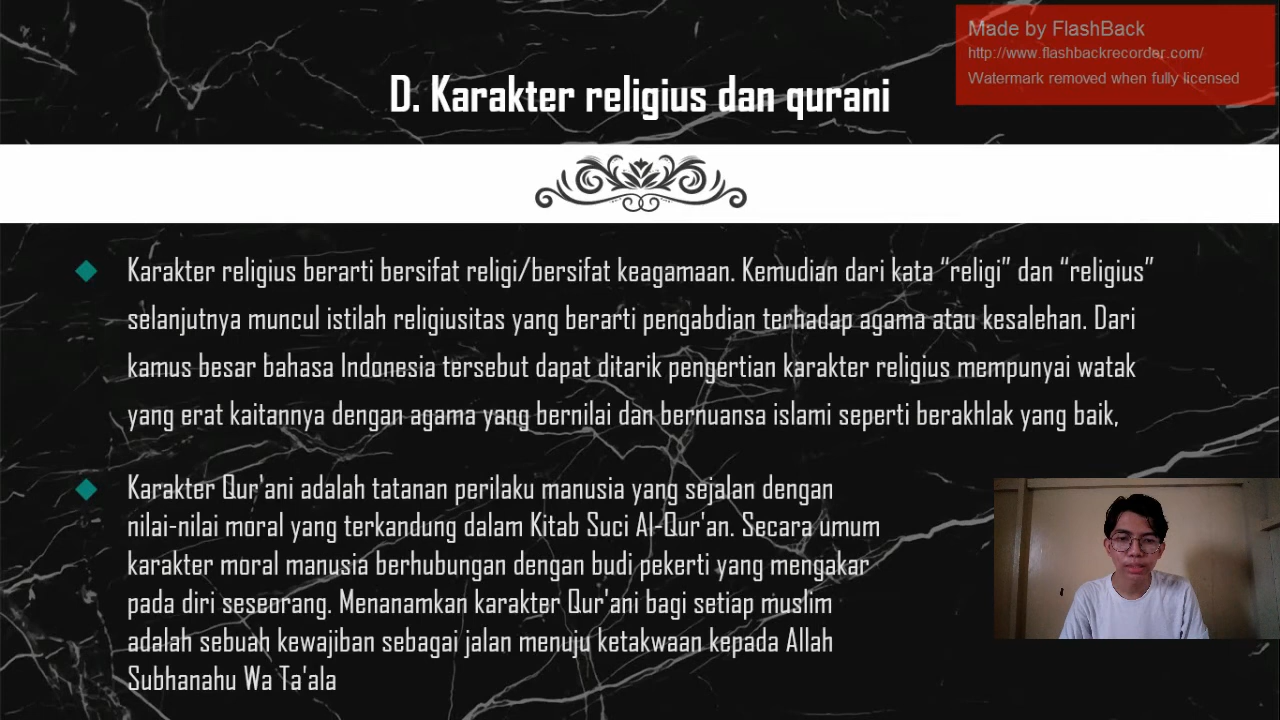 Made by FlashBack
http://www.flashbackrecorder.com/
Watermark removed when fully licensed
D. Karakter religius dan qurani
Karakter religius berarti bersifat religi/bersifat keagamaan. Kemudian dari kata “religi” dan “religius”
selanjutnya muncul istilah religiusitas yang berarti pengabdian terhadap agama atau kesalehan. Dari
kamus besar bahasa Indonesia tersebut dapat ditarik pengertian karakter religius mempunyai watak
yang erat kaitannya dengan agama yang bernilai dan bernuansa islami seperti berakhlak yang baik,
Karakter Qur'ani adalah tatanan perilaku manusia yang sejalan dengan
nilai-nilai moral yang terkandung dalam Kitab Suci Al-Qur'an. Secara umum
karakter moral manusia berhubungan dengan budi pekerti yang mengakar
pada diri seseorang. Menanamkan karakter Qur'ani bagi setiap muslim
adalah sebuah kewajiban sebagai jalan menuju ketakwaan kepada Allah
Subhanahu Wa Ta'ala